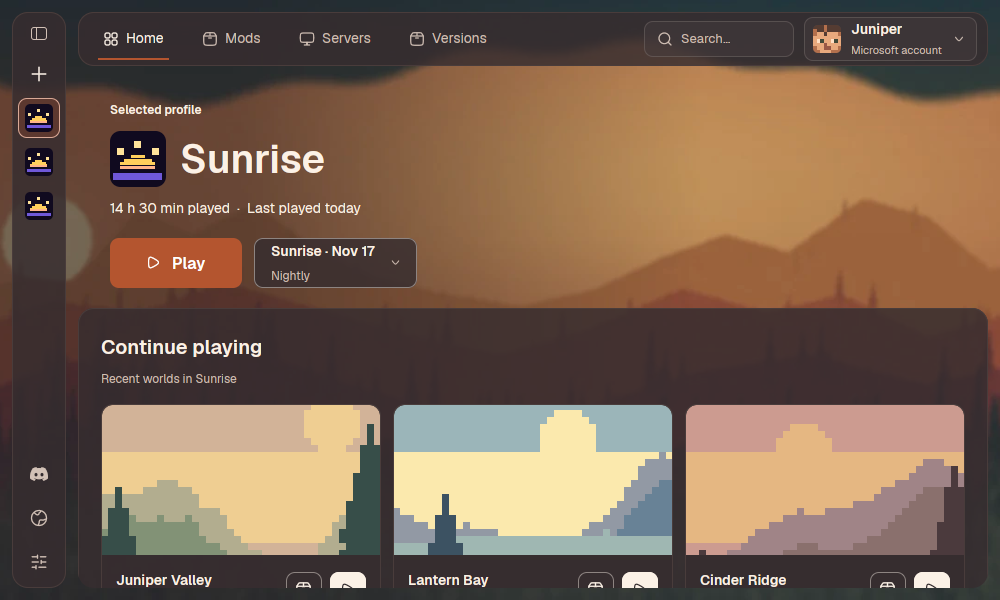 Home
Mods
Servers
Versions
Search...
Juniper
Microsoft account
Selected profile
Sunrise
14 h 30 min played · Last played today
Play
Sunrise · Nov 17
Nightly
Continue playing
Recent worlds in Sunrise
Juniper Valley
Lantern Bay
Cinder Ridge